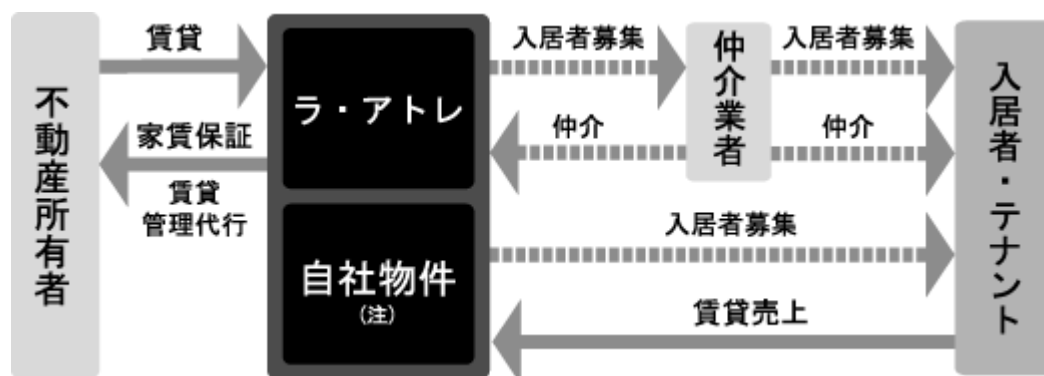 不動産所有者
賃貸
家賃保証
賃貸
管理代行
ラ・アトレ
自社物件
(注)
入居者募集
仲介
仲介業者
入居者募集
仲介
入居者募集
賃貸売上
入居者・テナント